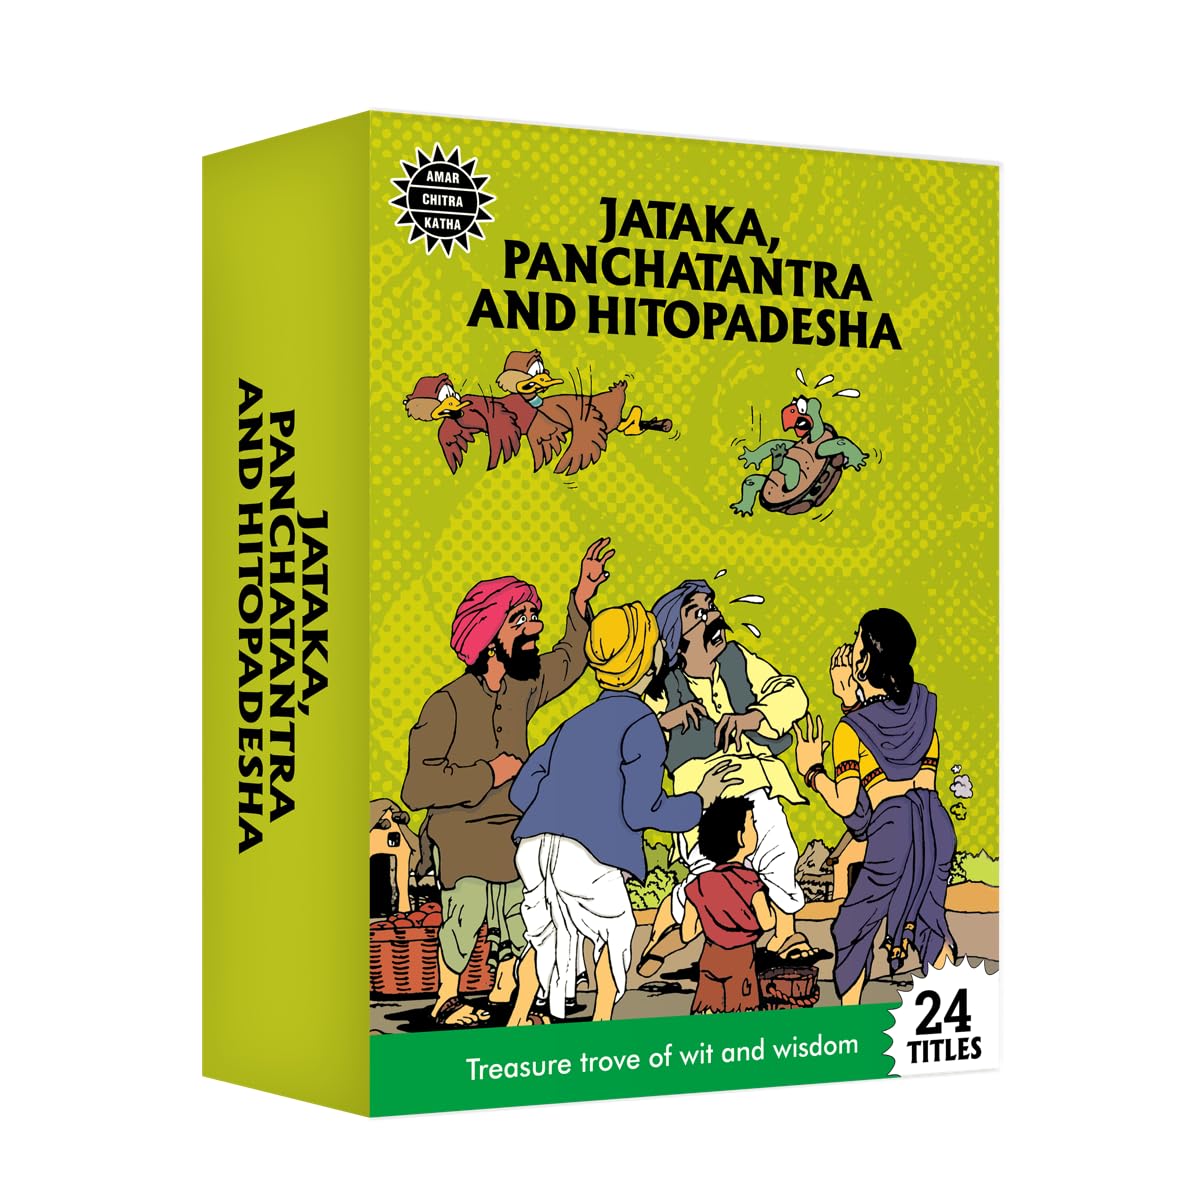 AMAR
CHITRA
KATHA
JATAKA,
PANCHATANTRA
AND HITOPADESHA
JATAKA,
PANCHATANTRA
AND HITOPADESHA
Treasure trove of wit and wisdom
24
TITLES